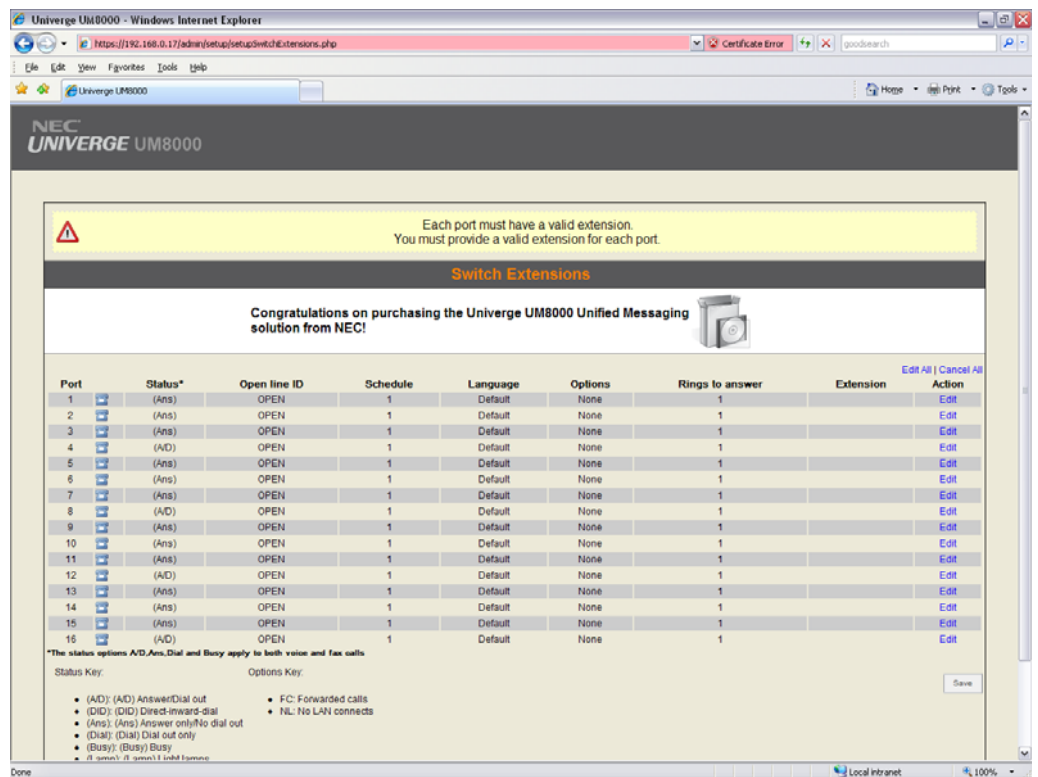 Univerge UM8000 - Windows Internet Explorer
https://192.168.0.17/admin/setup/setupSwitchExtensions.php
Certificate Error
goodsearch
File Edit View Favorites Tools Help
Univerge UM8000
Home Print Tools
NEC
UNIVERGE UM8000
Each port must have a valid extension.
You must provide a valid extension for each port.
Switch Extensions
Congratulations on purchasing the Univerge UM8000 Unified Messaging
solution from NEC!
Edit All | Cancel All
Port Status* Open line ID Schedule Language Options Rings to answer Extension Action
1 (Ans) OPEN 1 Default None 1 Edit
2 (Ans) OPEN 1 Default None 1 Edit
3 (Ans) OPEN 1 Default None 1 Edit
4 (A/D) OPEN 1 Default None 1 Edit
5 (Ans) OPEN 1 Default None 1 Edit
6 (Ans) OPEN 1 Default None 1 Edit
7 (Ans) OPEN 1 Default None 1 Edit
8 (A/D) OPEN 1 Default None 1 Edit
9 (Ans) OPEN 1 Default None 1 Edit
10 (Ans) OPEN 1 Default None 1 Edit
11 (Ans) OPEN 1 Default None 1 Edit
12 (A/D) OPEN 1 Default None 1 Edit
13 (Ans) OPEN 1 Default None 1 Edit
14 (Ans) OPEN 1 Default None 1 Edit
15 (Ans) OPEN 1 Default None 1 Edit
16 (A/D) OPEN 1 Default None 1 Edit
*The status options A/D,Ans,Dial and Busy apply to both voice and fax calls
Status Key: Options Key:
Save
(A/D): (A/D) Answer/Dial out
FC: Forwarded calls
(DID): (DID) Direct-inward-dial
NL: No LAN connects
(Ans): (Ans) Answer only/No dial out
(Dial): (Dial) Dial out only
(Busy): (Busy) Busy
(Lamp): (Lamp) Light lamps
Done Local intranet 100%